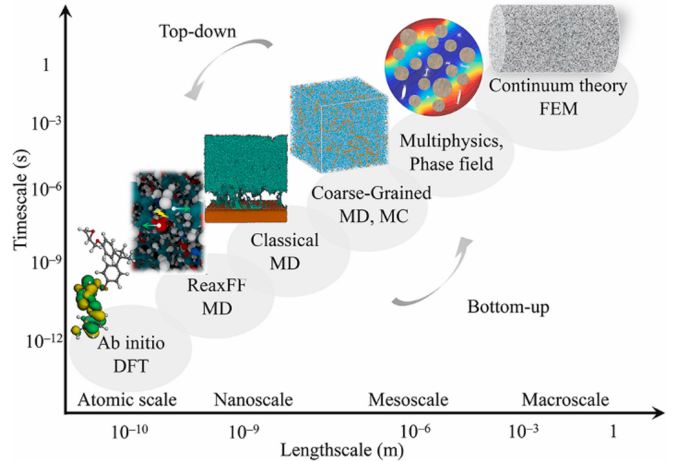 Top-down
Continuum theory
FEM
Multiphysics,
Phase field
Coarse-Grained
MD, MC
Classical
MD
ReaxFF
MD
Ab initio
DFT
Bottom-up
Timescale (s)
1
10⁻³
10⁻⁶
10⁻⁹
10⁻¹²
Atomic scale Nanoscale Mesoscale Macroscale
10⁻¹⁰ 10⁻⁹ 10⁻⁶ 10⁻³ 1
Lengthscale (m)